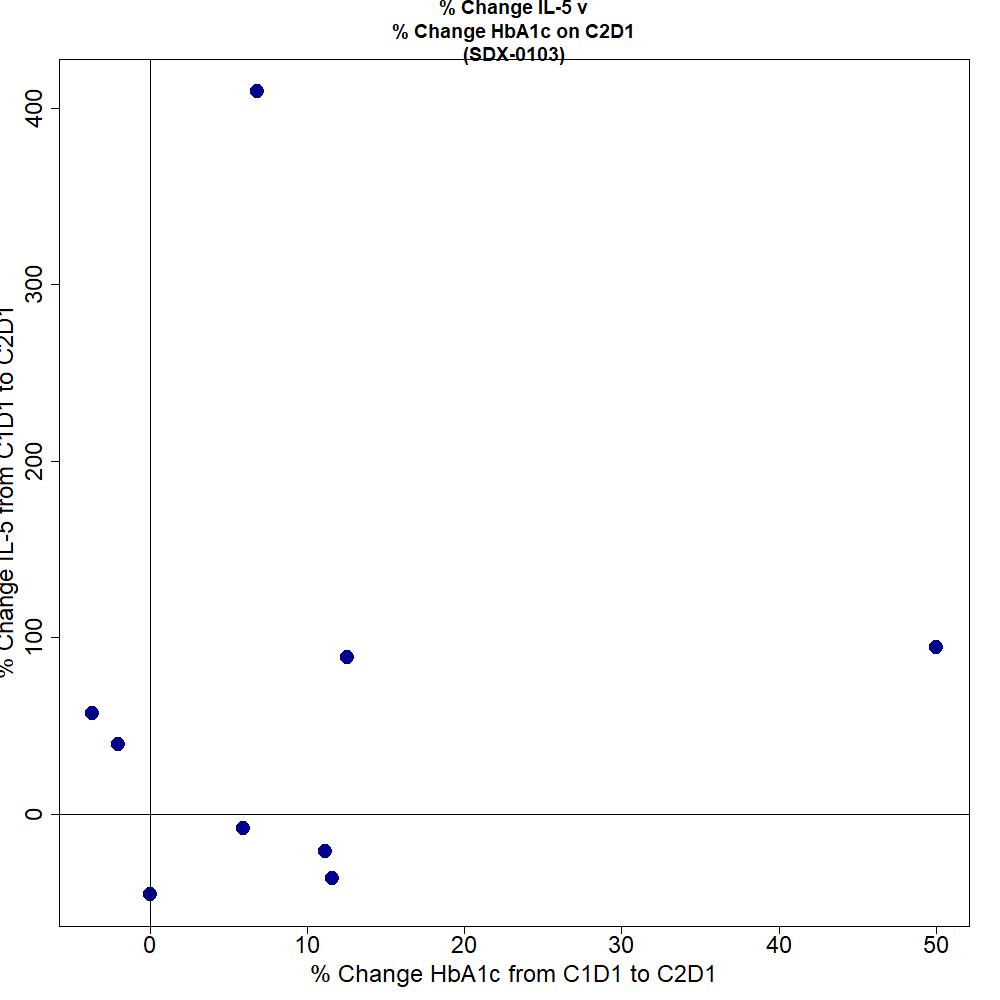 % Change IL-5 v
% Change HbA1c on C2D1
(SDX-0103)
400
300
200
100
0
% Change IL-5 from C1D1 to C2D1
0 10 20 30 40 50
% Change HbA1c from C1D1 to C2D1